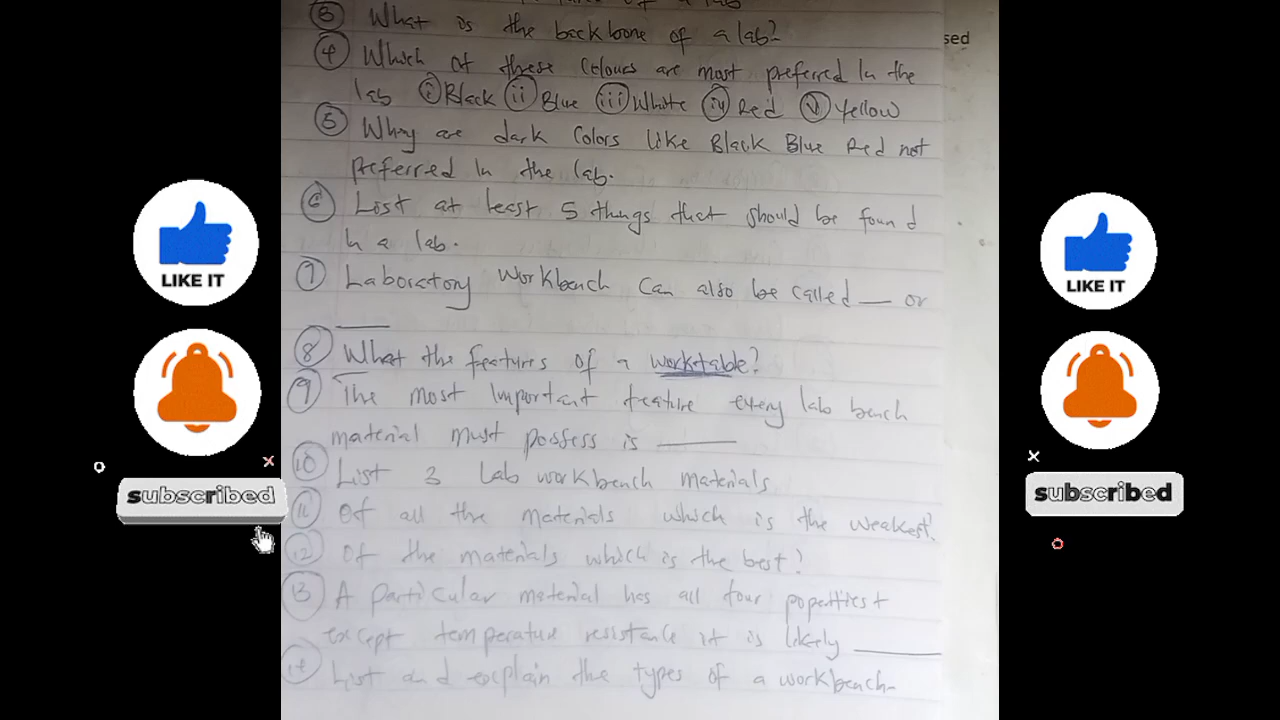 ③ What is the backbone of a lab?
sed
④ Which of these Colours are most preferred In the
lab ⓘ Black ⓘⓘ Blue ⓘⓘⓘ White ⓘⓥ Red ⓥ Yellow
⑤ Why are dark Colors like Black Blue Red not
preferred In the lab.
⑥ List at least 5 things that should be found
In a lab.
⑦ Laboratory Workbench Can also be called ___ or
___
⑧ What the features of a worktable?
⑨ The most Important feature every lab bench
material must possess is ___
⑩ List 3 Lab workbench materials
⑪ Of all the Materials which is the weakest?
⑫ Of the materials which is the best?
⑬ A particular material has all four
except temperature resistance it is likely ___
⑭ List and explain the types of a workbench.
LIKE IT
subscribed
LIKE IT
subscribed